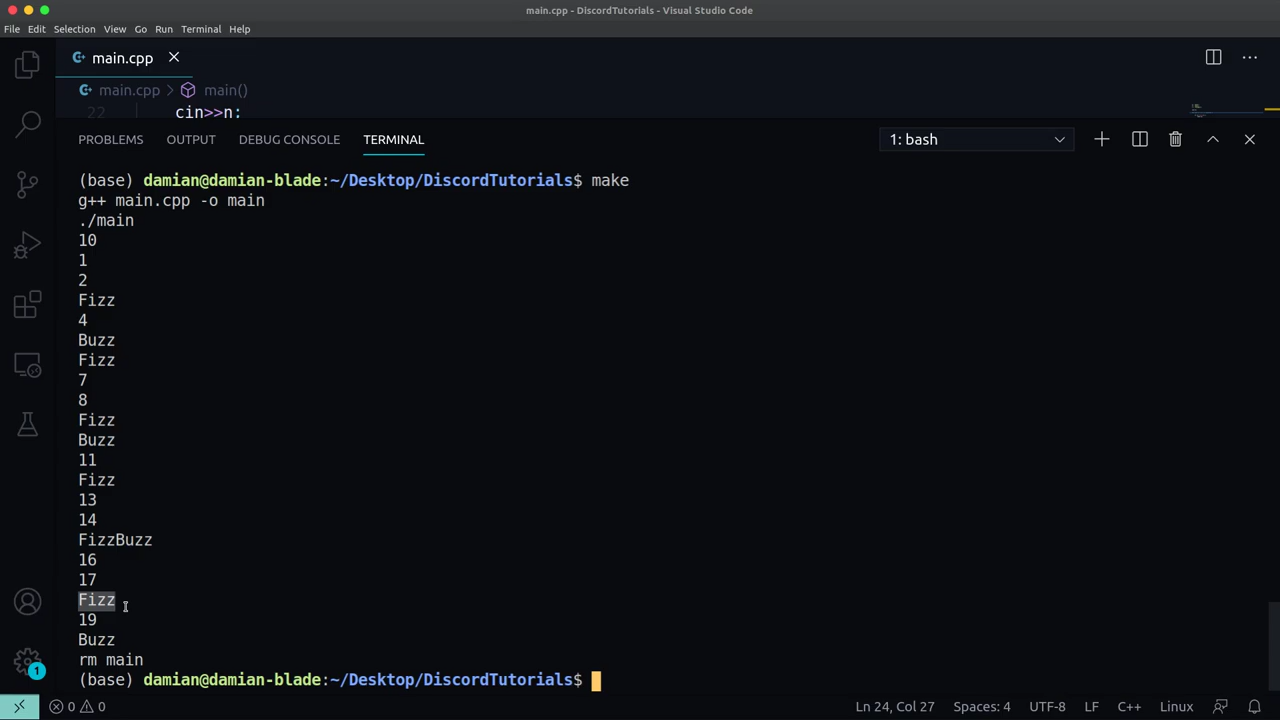 main.cpp - DiscordTutorials - Visual Studio Code
File Edit Selection View Go Run Terminal Help
main.cpp
main.cpp main()
22 cin>>n;
PROBLEMS OUTPUT DEBUG CONSOLE TERMINAL 1: bash
(base) damian@damian-blade:~/Desktop/DiscordTutorials$ make
g++ main.cpp -o main
./main
10
1
2
Fizz
4
Buzz
Fizz
7
8
Fizz
Buzz
11
Fizz
13
14
FizzBuzz
16
17
Fizz
19
Buzz
rm main
(base) damian@damian-blade:~/Desktop/DiscordTutorials$
1
0 0 Ln 24, Col 27 Spaces: 4 UTF-8 LF C++ Linux